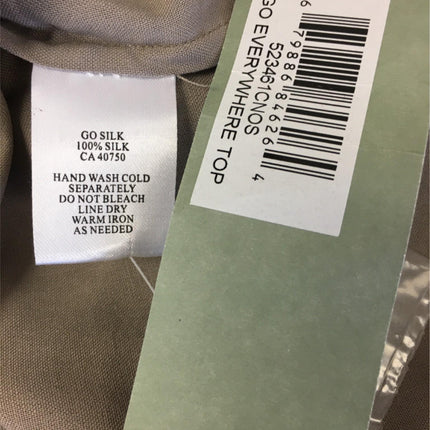 GO SILK
100% SILK
CA 40750
HAND WASH COLD
SEPARATELY
DO NOT BLEACH
LINE DRY
WARM IRON
AS NEEDED
6 79886 84626 4
523461CNOS
GO EVERYWHERE TOP